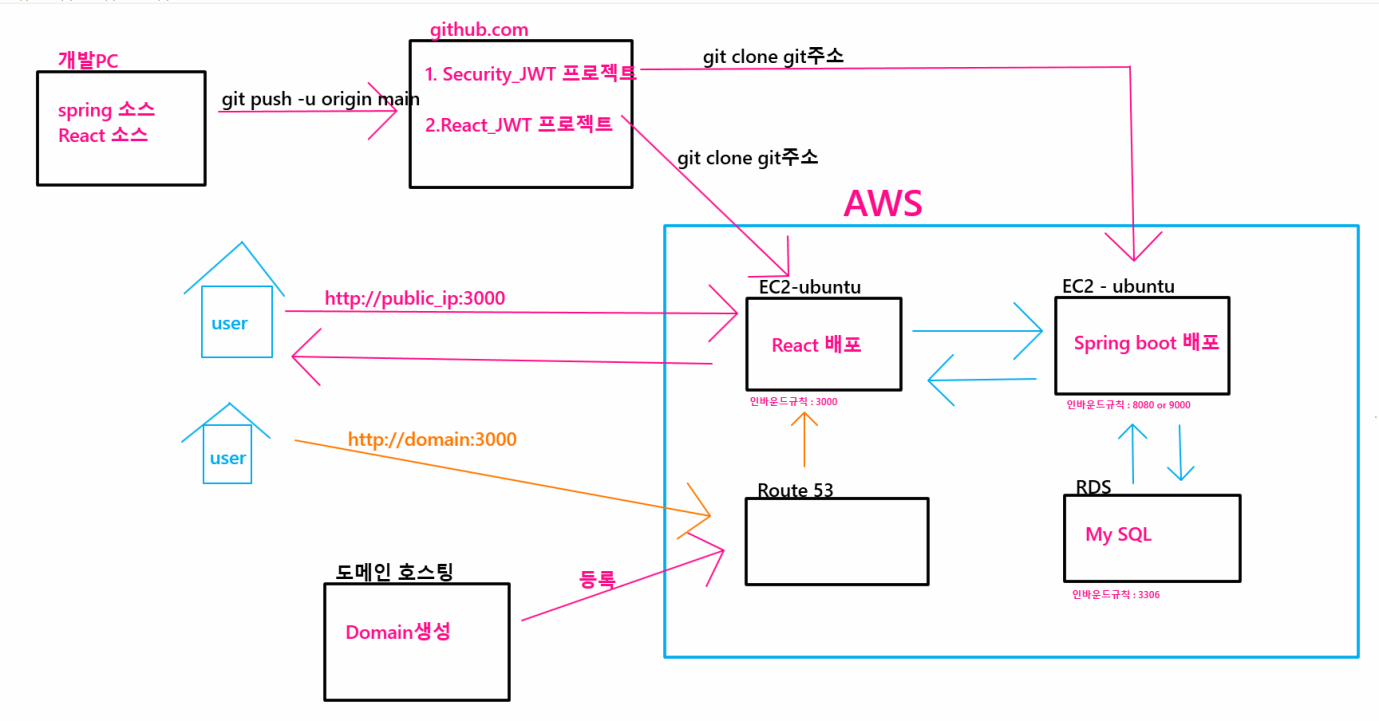 github.com
개발PC
1. Security_JWT 프로젝트
git clone git주소
spring 소스
React 소스
git push -u origin main
2.React_JWT 프로젝트
git clone git주소
AWS
EC2-ubuntu
EC2 - ubuntu
http://public_ip:3000
user
React 배포
Spring boot 배포
인바운드규칙 : 3000
인바운드규칙 : 8080 or 9000
http://domain:3000
user
Route 53
RDS
My SQL
도메인 호스팅
등록
인바운드규칙 : 3306
Domain생성